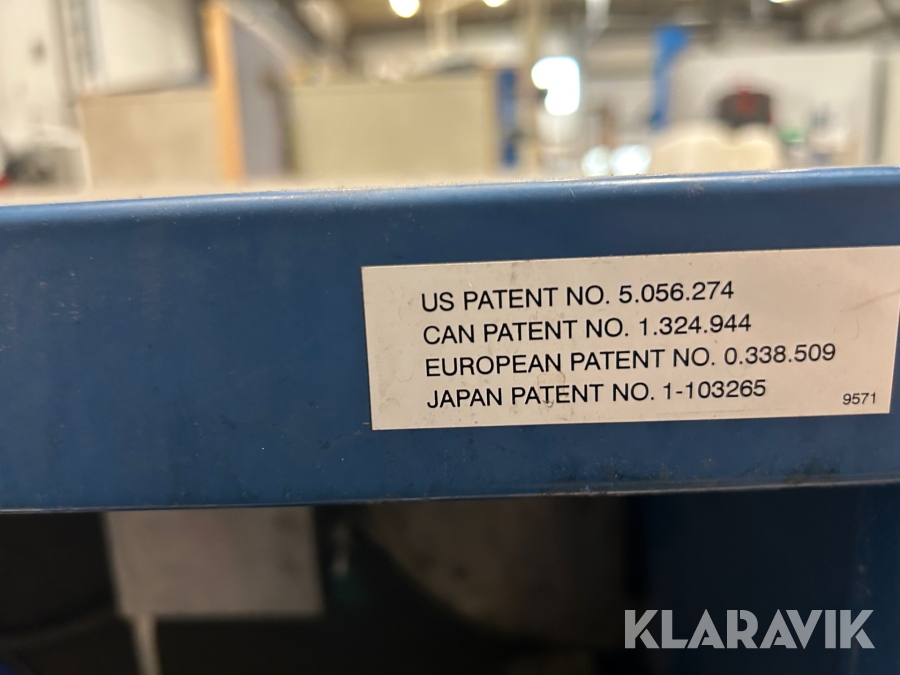 US PATENT NO. 5.056.274
CAN PATENT NO. 1.324.944
EUROPEAN PATENT NO. 0.338.509
JAPAN PATENT NO. 1-103265
9571
KLARAVIK